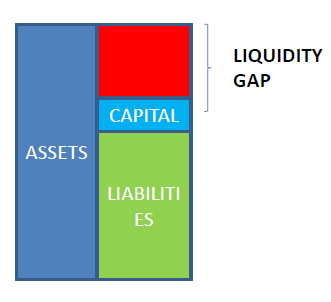 LIQUIDITY
GAP
CAPITAL
ASSETS
LIABILITI
ES